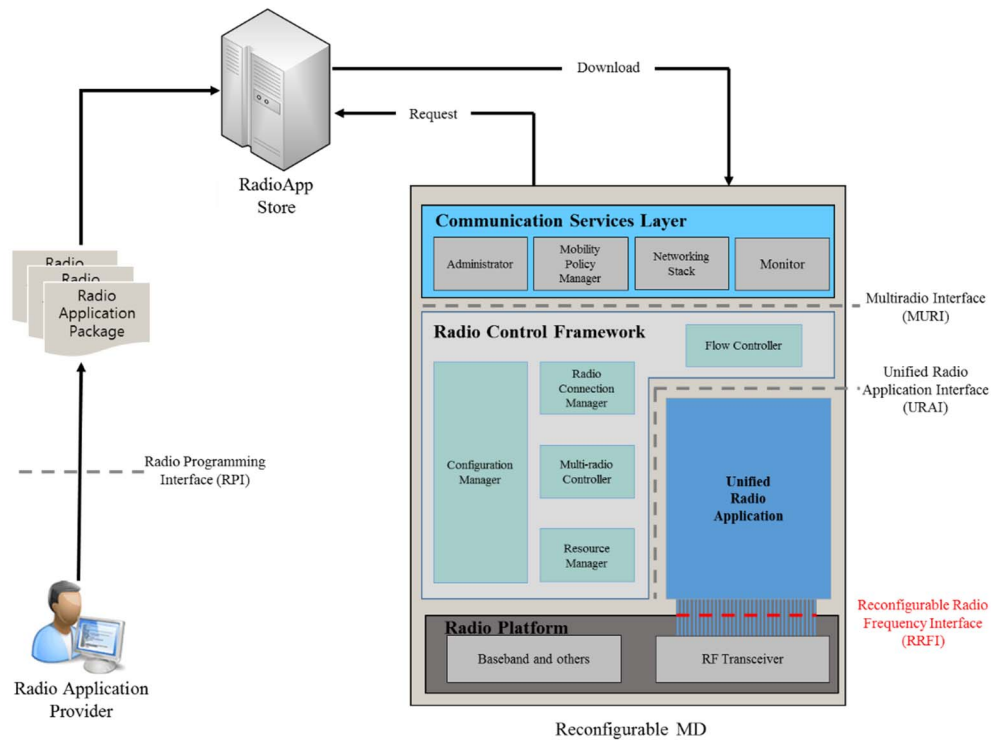 Download
Request
RadioApp
Store
Radio
Radio
Radio
Application
Package
Radio Programming
Interface (RPI)
Radio Application
Provider
Communication Services Layer
Administrator
Mobility
Policy
Manager
Networking
Stack
Monitor
Multiradio Interface
(MURI)
Radio Control Framework
Flow Controller
Unified Radio
Application Interface
(URAI)
Configuration
Manager
Radio
Connection
Manager
Multi-radio
Controller
Resource
Manager
Unified
Radio
Application
Reconfigurable Radio
Frequency Interface
(RRFI)
Radio Platform
Baseband and others
RF Transceiver
Reconfigurable MD